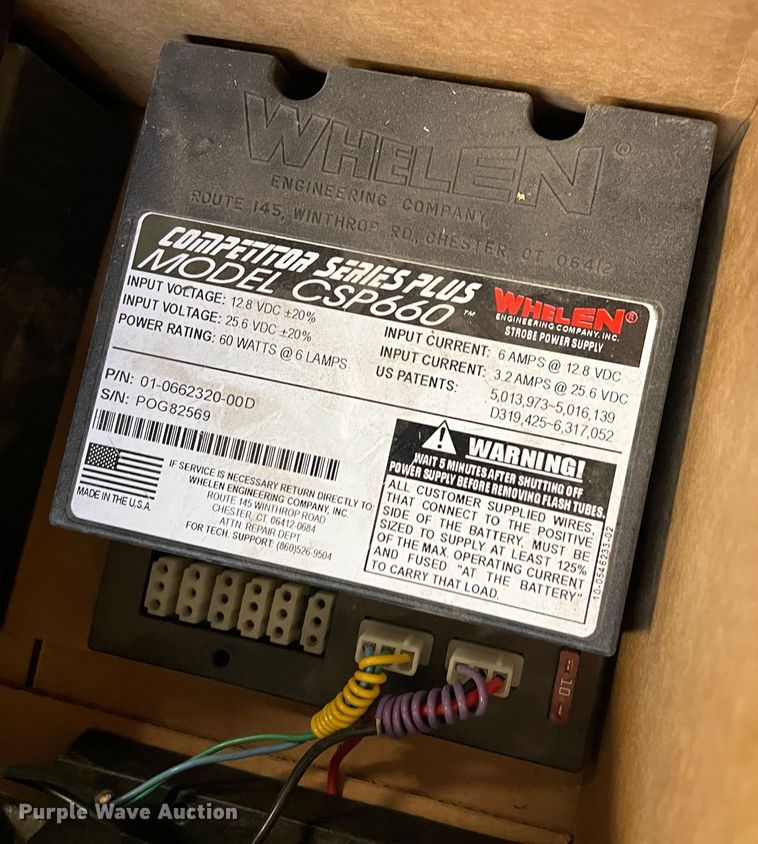 WHELEN®
ENGINEERING COMPANY
ROUTE 145, WINTHROP RD., CHESTER, CT. 06412
COMPETITOR SERIES PLUS
MODEL CSP660 ™
WHELEN®
ENGINEERING COMPANY, INC.
STROBE POWER SUPPLY
INPUT VOLTAGE: 12.8 VDC ±20%
INPUT VOLTAGE: 25.6 VDC ±20%
POWER RATING: 60 WATTS @ 6 LAMPS
INPUT CURRENT: 6 AMPS @ 12.8 VDC
INPUT CURRENT: 3.2 AMPS @ 25.6 VDC
US PATENTS: 5,013,973~5,016,139
D319,425~6,317,052
P/N: 01-0662320-00D
S/N: POG82569
MADE IN THE U.S.A.
IF SERVICE IS NECESSARY RETURN DIRECTLY TO:
WHELEN ENGINEERING COMPANY, INC.
ROUTE 145 WINTHROP ROAD
CHESTER, CT 06412-0684
ATTN. REPAIR DEPT
FOR TECH. SUPPORT: (860)526-9504
WARNING!
WAIT 5 MINUTES AFTER SHUTTING OFF
POWER SUPPLY BEFORE REMOVING FLASH TUBES.
ALL CUSTOMER SUPPLIED WIRES,
THAT CONNECT TO THE POSITIVE
SIDE OF THE BATTERY, MUST BE
SIZED TO SUPPLY AT LEAST 125%
OF THE MAX. OPERATING CURRENT
AND FUSED "AT THE BATTERY"
TO CARRY THAT LOAD.
10-0546233-02
10
Purple Wave Auction